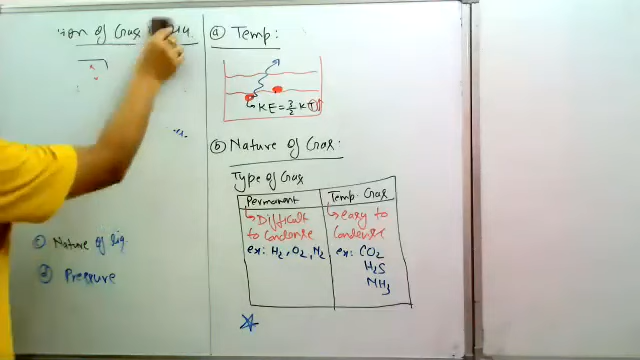 ion of Gas
① Nature of liq.
② Pressure
ⓐ Temp:
↳ KE = 3/2 K T ↑
ⓑ Nature of Gas:
Type of Gas
Permanent
↳ Difficult
to Condense
ex: H2, O2, N2
Temp. Gas
↳ easy to
Condense
ex: CO2
H2S
NH3